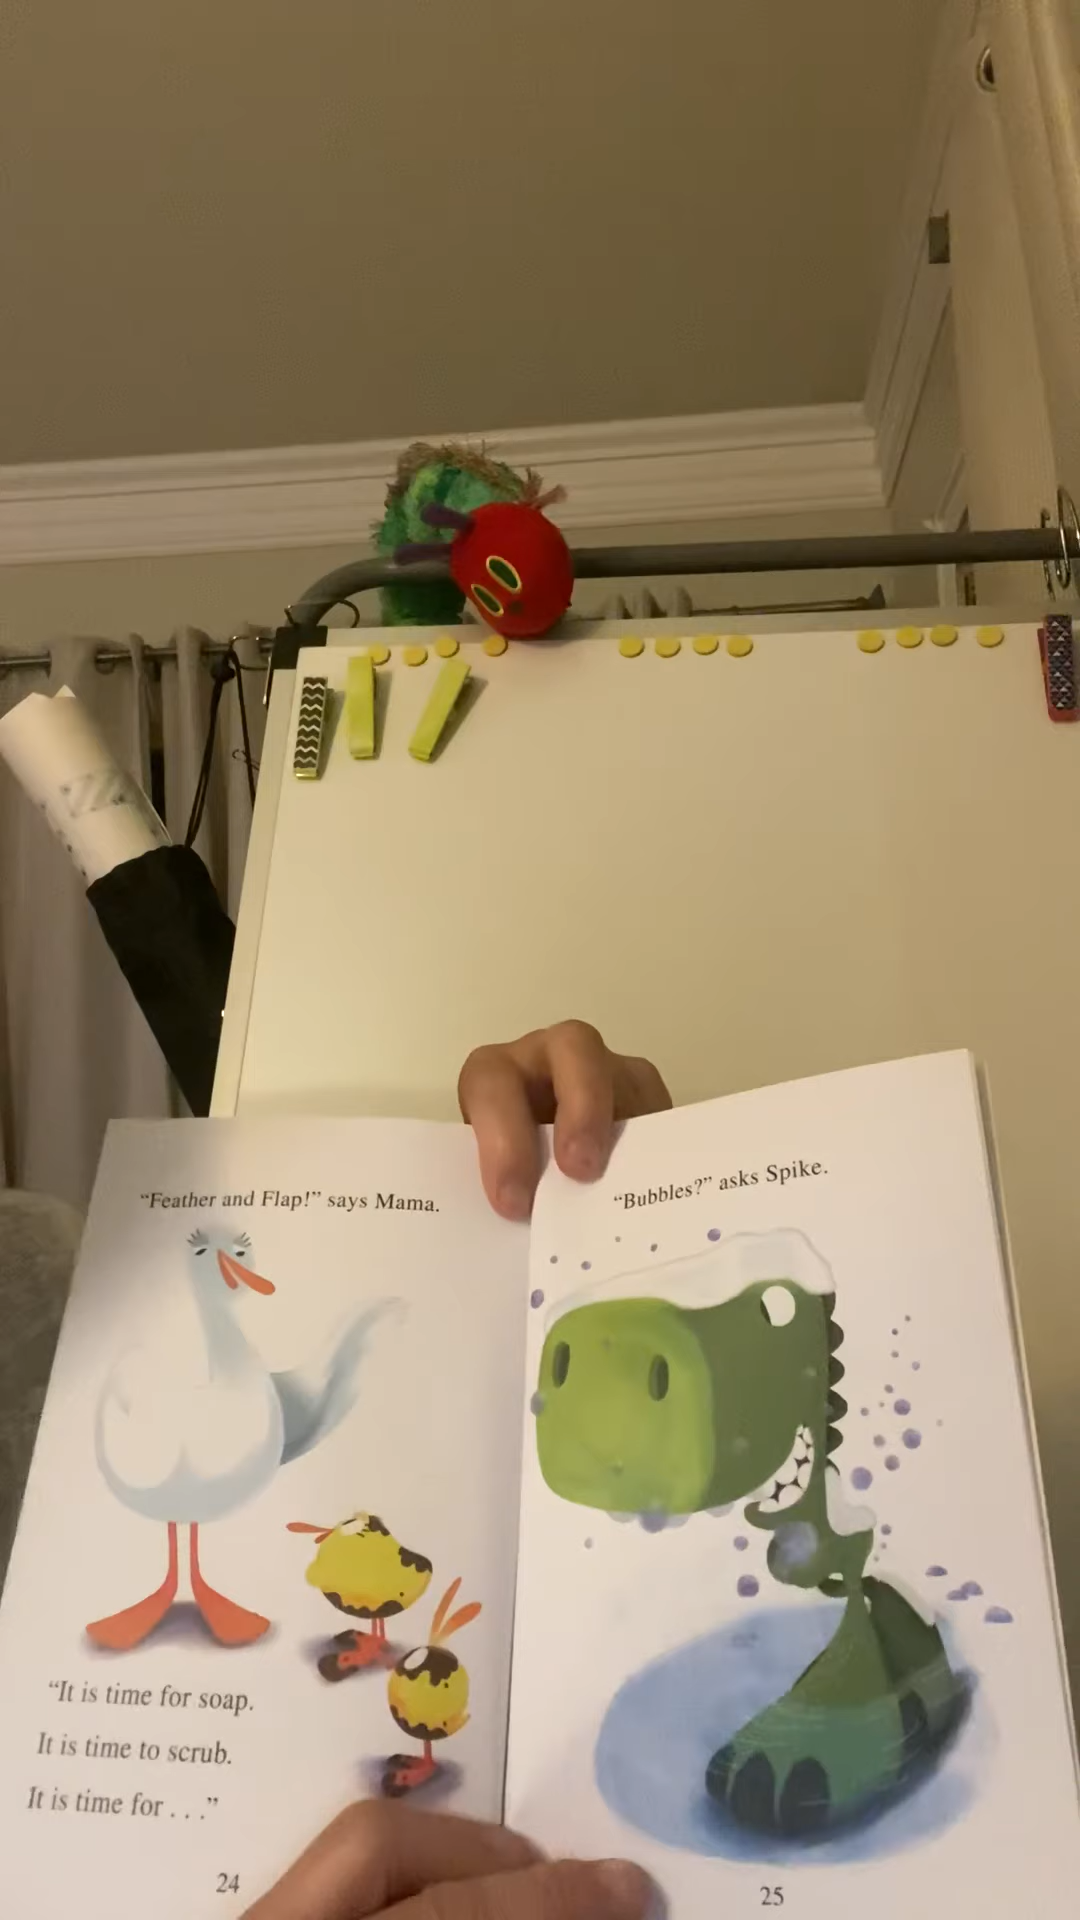 “Feather and Flap!” says Mama.
“It is time for soap.
It is time to scrub.
It is time for . . .”
24
“Bubbles?” asks Spike.
25